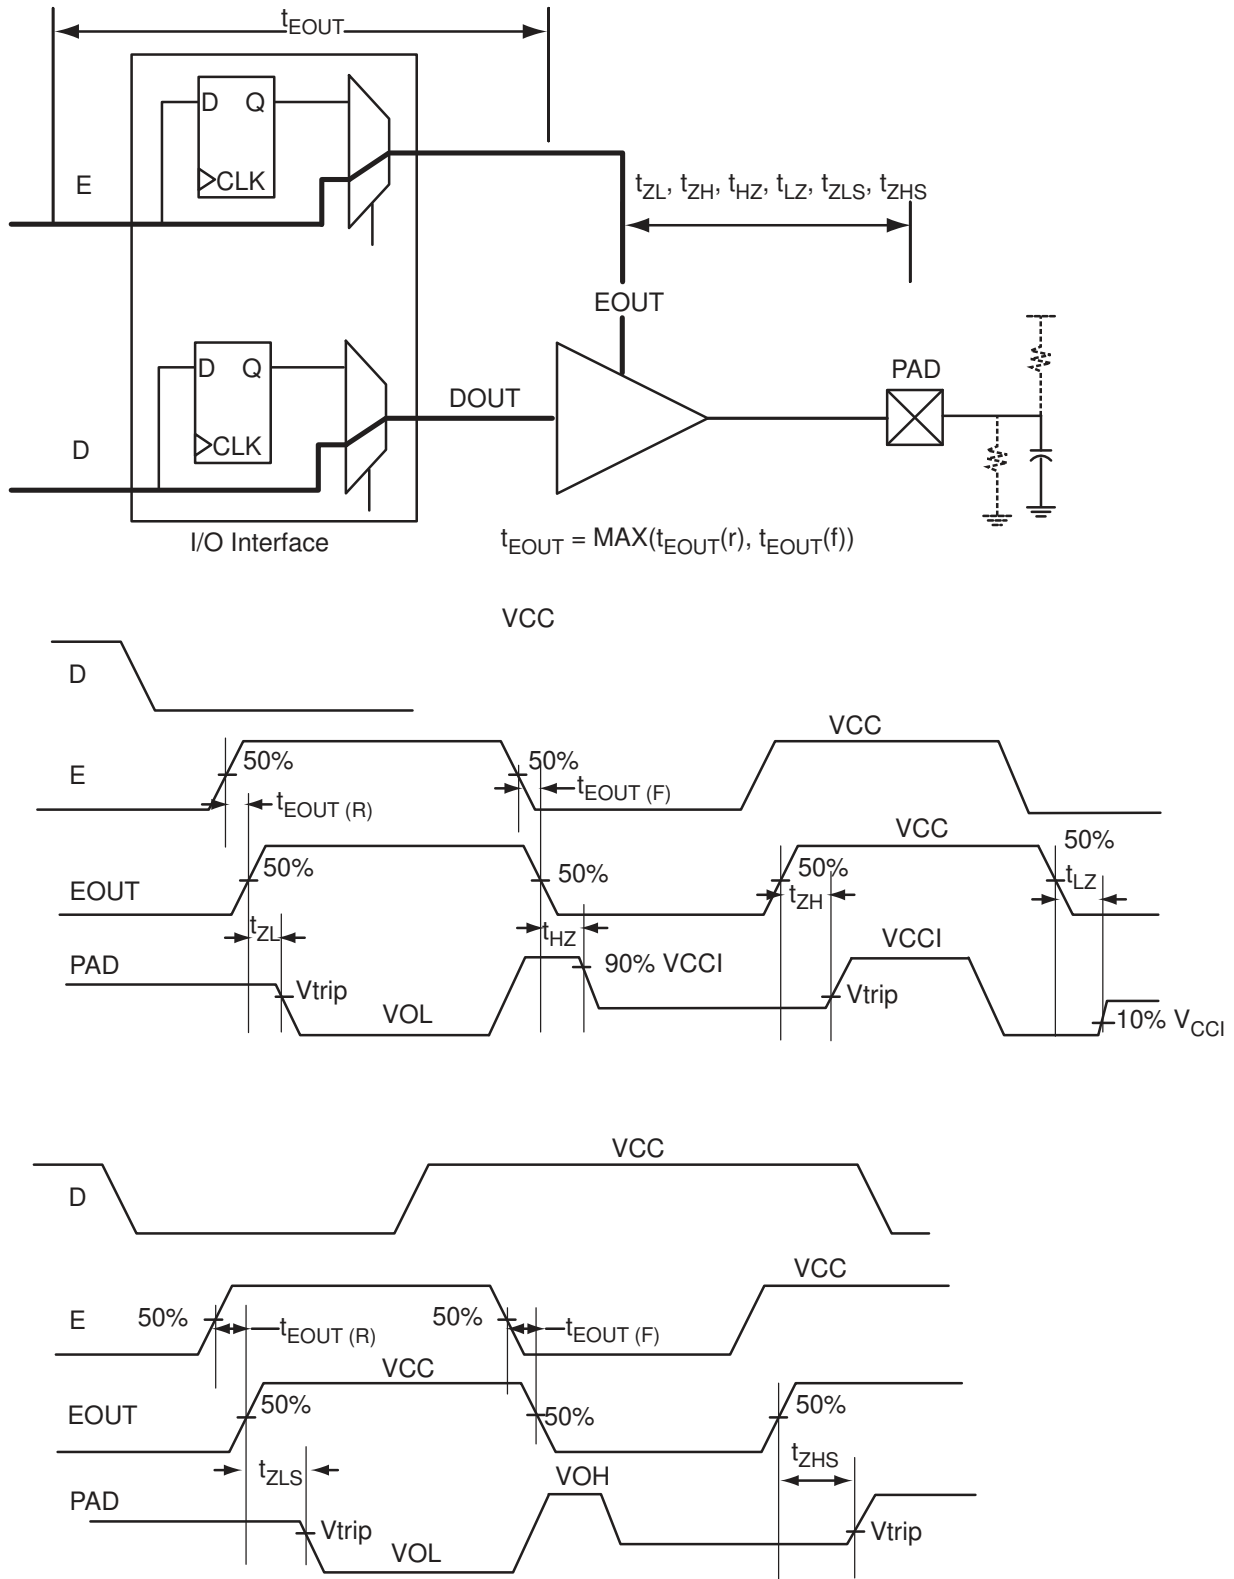 tEOUT
D Q
CLK
E
tZL, tZH, tHZ, tLZ, tZLS, tZHS
EOUT
D Q
CLK
D
DOUT
PAD
I/O Interface
tEOUT = MAX(tEOUT(r), tEOUT(f))
VCC
D
VCC
E
50%
50%
tEOUT (R)
tEOUT (F)
VCC
50%
EOUT
50%
50%
50%
tZL
tHZ
tZH
tLZ
PAD
Vtrip
VOL
90% VCCI
VCCI
Vtrip
10% VCCI
VCC
D
VCC
E
50%
tEOUT (R)
50%
tEOUT (F)
VCC
EOUT
50%
50%
50%
tZLS
VOH
tZHS
PAD
Vtrip
VOL
Vtrip